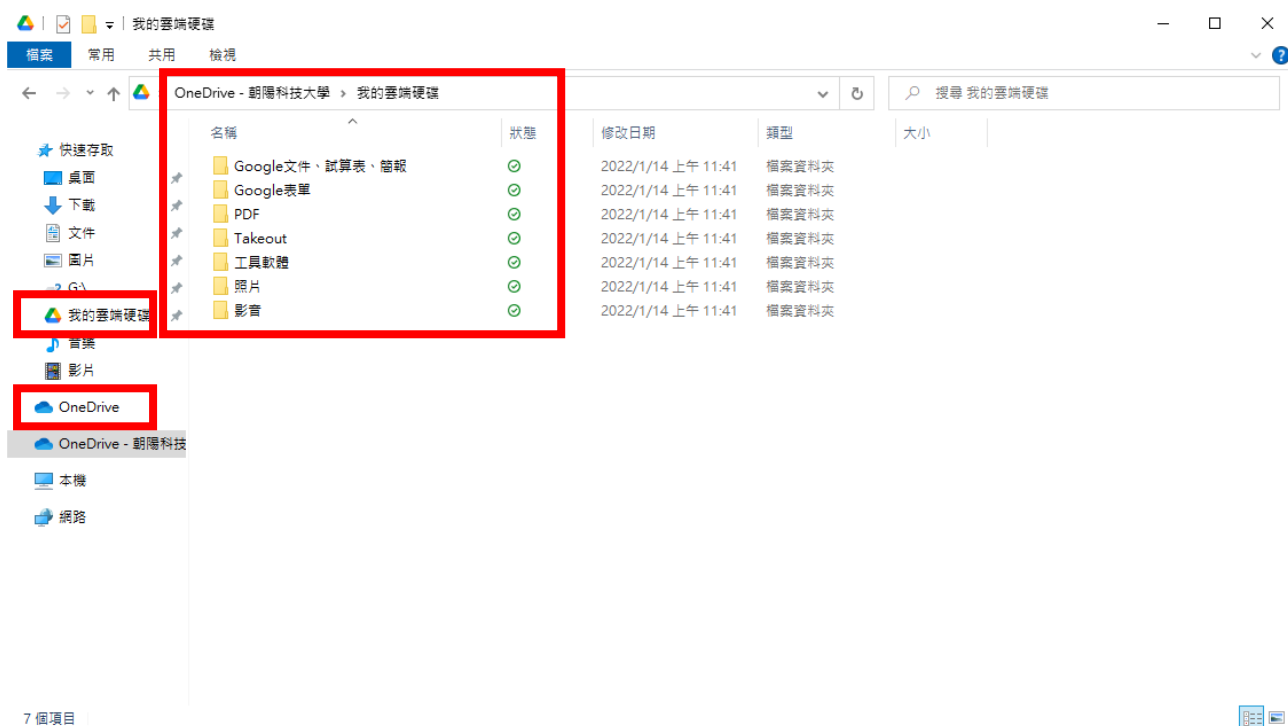 我的雲端硬碟
檔案 常用 共用 檢視
OneDrive - 朝陽科技大學 › 我的雲端硬碟 搜尋 我的雲端硬碟
名稱 狀態 修改日期 類型 大小
快速存取
桌面
下載
文件
圖片
G:\
我的雲端硬碟
音樂
影片
OneDrive
OneDrive - 朝陽科技
本機
網路
Google文件、試算表、簡報 2022/1/14 上午 11:41 檔案資料夾
Google表單 2022/1/14 上午 11:41 檔案資料夾
PDF 2022/1/14 上午 11:41 檔案資料夾
Takeout 2022/1/14 上午 11:41 檔案資料夾
工具軟體 2022/1/14 上午 11:41 檔案資料夾
照片 2022/1/14 上午 11:41 檔案資料夾
影音 2022/1/14 上午 11:41 檔案資料夾
7 個項目